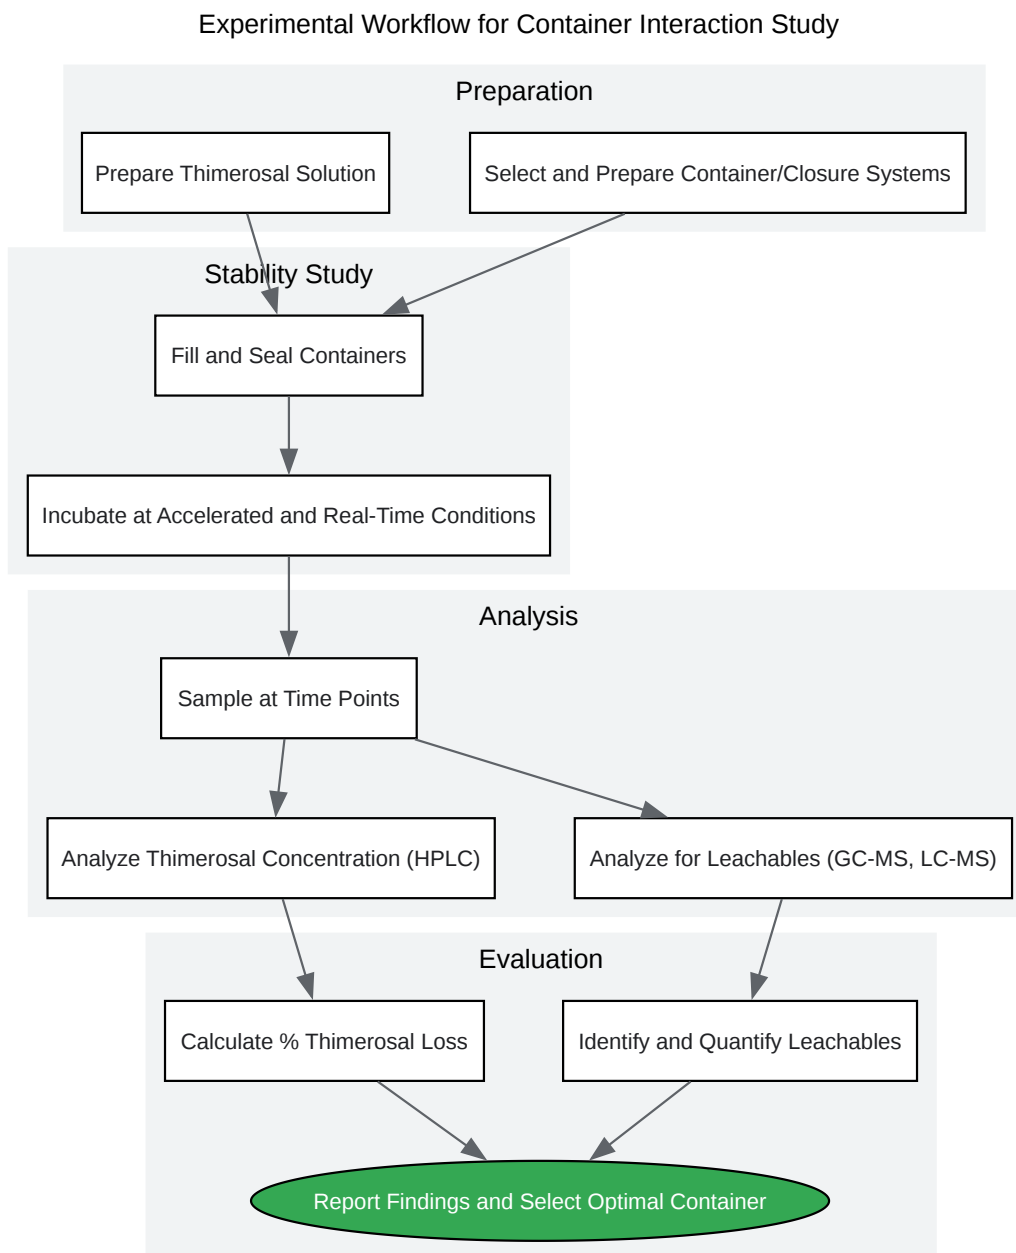 Experimental Workflow for Container Interaction Study
Preparation
Prepare Thimerosal Solution
Select and Prepare Container/Closure Systems
Stability Study
Fill and Seal Containers
Incubate at Accelerated and Real-Time Conditions
Analysis
Sample at Time Points
Analyze Thimerosal Concentration (HPLC)
Analyze for Leachables (GC-MS, LC-MS)
Evaluation
Calculate % Thimerosal Loss
Identify and Quantify Leachables
Report Findings and Select Optimal Container